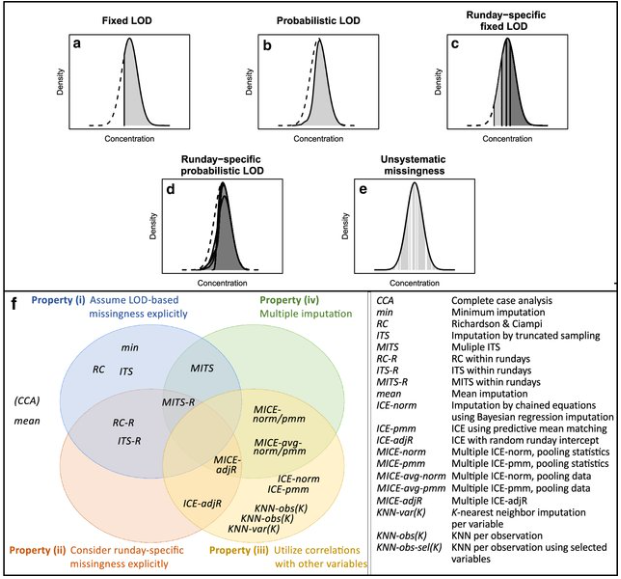 Fixed LOD
Probabilistic LOD
Runday−specific
fixed LOD
a
b
c
Density
Density
Density
Concentration
Concentration
Concentration
Runday−specific
probabilistic LOD
Unsystematic
missingness
d
e
Density
Density
Concentration
Concentration
f
Property (i) Assume LOD-based
missingness explicitly
Property (iv)
Multiple imputation
min
RC ITS
MITS
(CCA)
mean
MITS-R
RC-R
ITS-R
MICE-
norm/pmm
MICE-avg-
norm/pmm
MICE-
adjR
ICE-norm
ICE-pmm
ICE-adjR
KNN-obs(K)
KNN-obs(K)
KNN-var(K)
Property (ii) Consider runday-specific
missingness explicitly
Property (iii) Utilize correlations
with other variables
CCA Complete case analysis
min Minimum imputation
RC Richardson & Ciampi
ITS Imputation by truncated sampling
MITS Muliple ITS
RC-R RC within rundays
ITS-R ITS within rundays
MITS-R MITS within rundays
mean Mean imputation
ICE-norm Imputation by chained equations
using Bayesian regression imputation
ICE-pmm ICE using predictive mean matching
ICE-adjR ICE with random runday intercept
MICE-norm Multiple ICE-norm, pooling statistics
MICE-pmm Multiple ICE-pmm, pooling statistics
MICE-avg-norm Multiple ICE-norm, pooling data
MICE-avg-pmm Multiple ICE-pmm, pooling data
MICE-adjR Multiple ICE-adjR
KNN-var(K) K-nearest neighbor imputation
per variable
KNN-obs(K) KNN per observation
KNN-obs-sel(K) KNN per observation using selected
variables